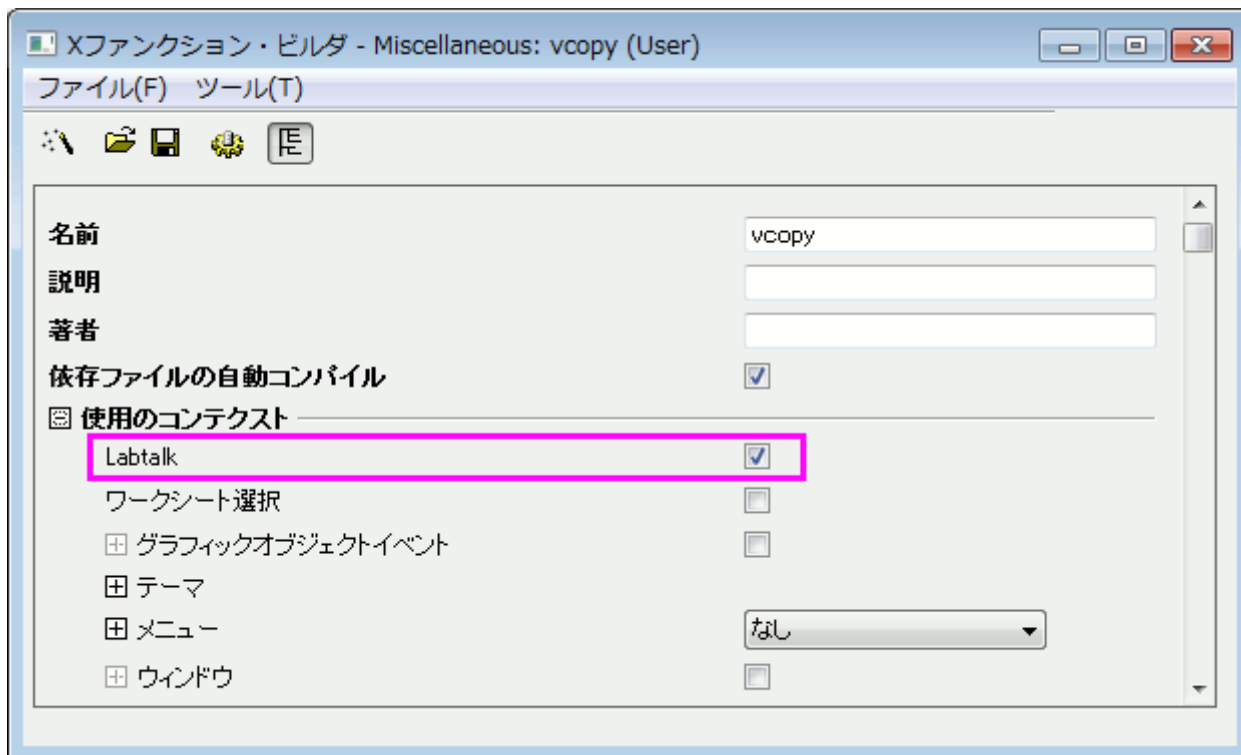 Xファンクション・ビルダ - Miscellaneous: vcopy (User)
ファイル(F) ツール(T)
名前 vcopy
説明
著者
依存ファイルの自動コンパイル
使用のコンテクスト
Labtalk
ワークシート選択
グラフィックオブジェクトイベント
テーマ
メニュー なし
ウィンドウ